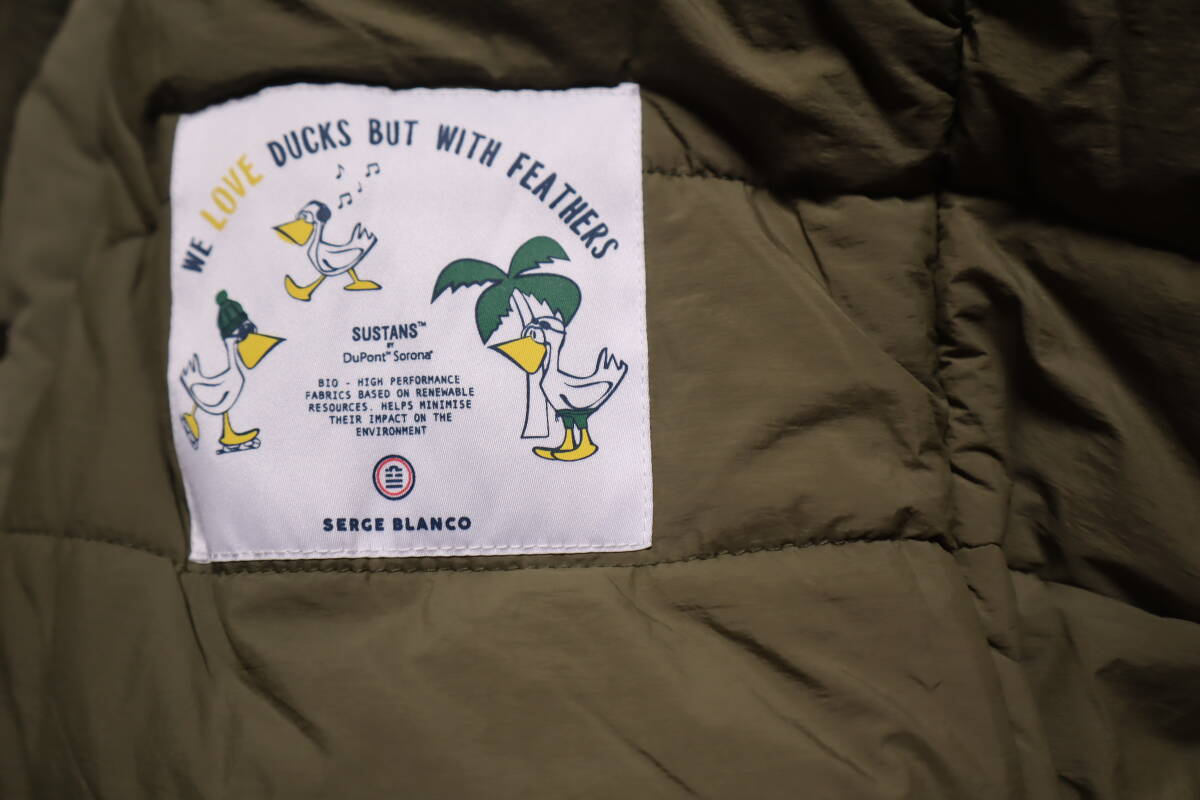 WE LOVE DUCKS BUT WITH FEATHERS
SUSTANS™
BY
DuPont™ Sorona®
BIO - HIGH PERFORMANCE
FABRICS BASED ON RENEWABLE
RESOURCES. HELPS MINIMISE
THEIR IMPACT ON THE
ENVIRONMENT
SERGE BLANCO